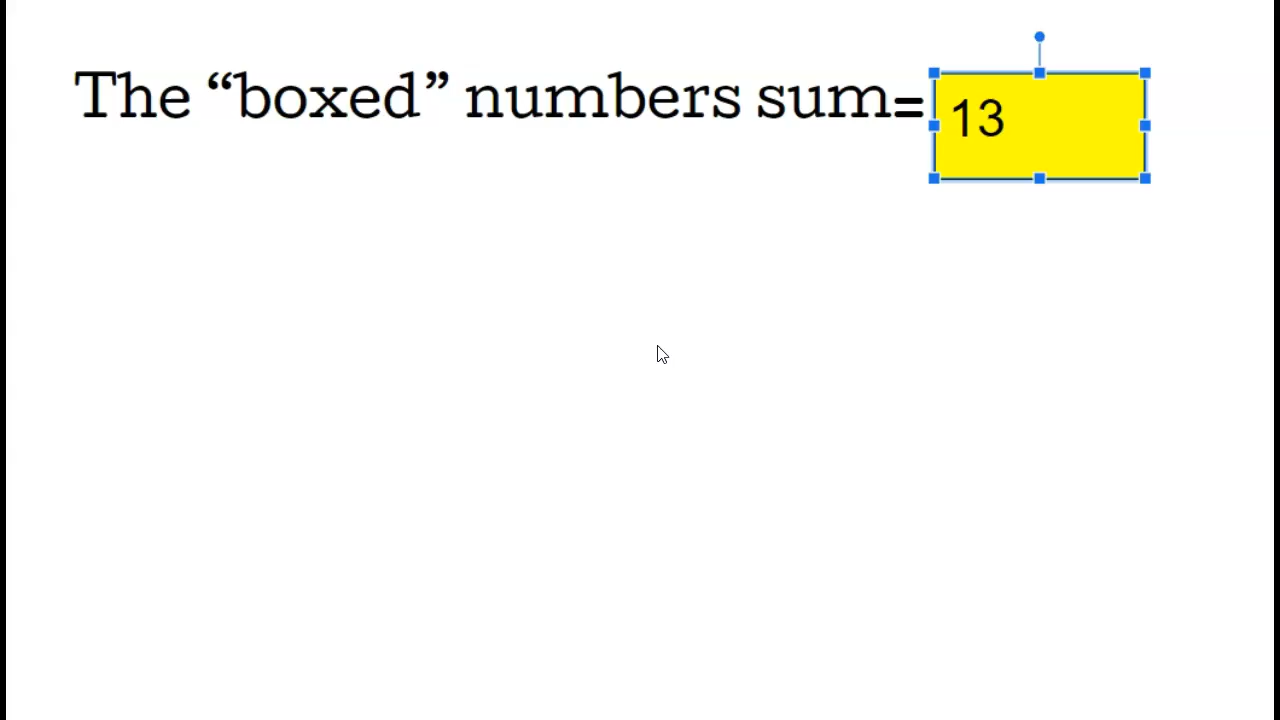 The “boxed” numbers sum= 13